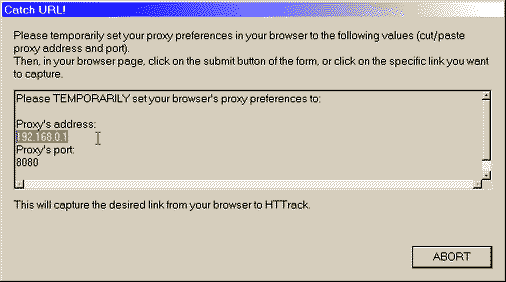 Catch URL!
Please temporarily set your proxy preferences in your browser to the following values (cut/paste
proxy address and port).
Then, in your browser page, click on the submit button of the form, or click on the specific link you want
to capture.
Please TEMPORARILY set your browser's proxy preferences to:
Proxy's address:
192.168.0.1
Proxy's port:
8080
This will capture the desired link from your browser to HTTrack.
ABORT